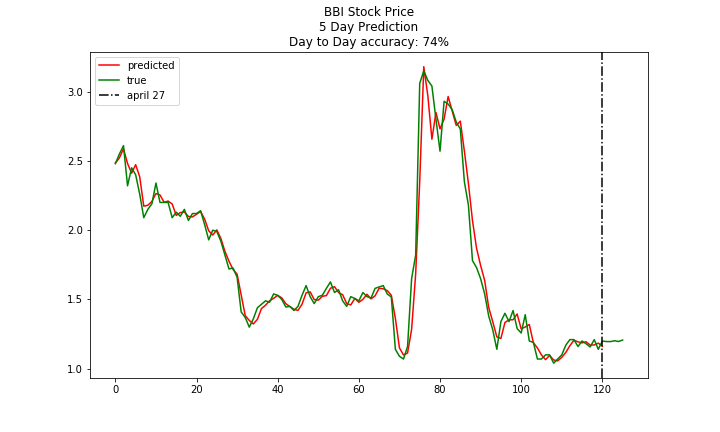 BBI Stock Price
5 Day Prediction
Day to Day accuracy: 74%
predicted
true
april 27
3.0
2.5
2.0
1.5
1.0
0
20
40
60
80
100
120